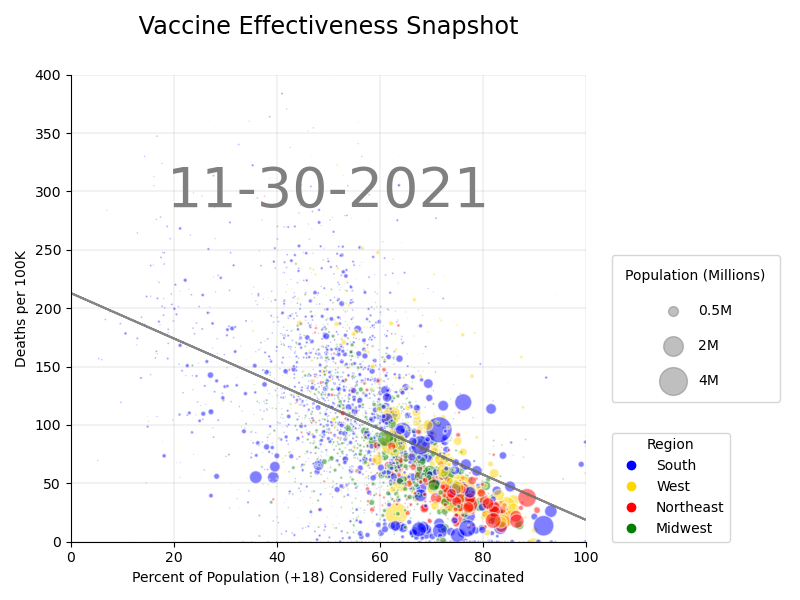 Vaccine Effectiveness Snapshot
400
350
300
250
200
150
100
50
0
Deaths per 100K
11-30-2021
0 20 40 60 80 100
Percent of Population (+18) Considered Fully Vaccinated
Population (Millions)
0.5M
2M
4M
Region
South
West
Northeast
Midwest